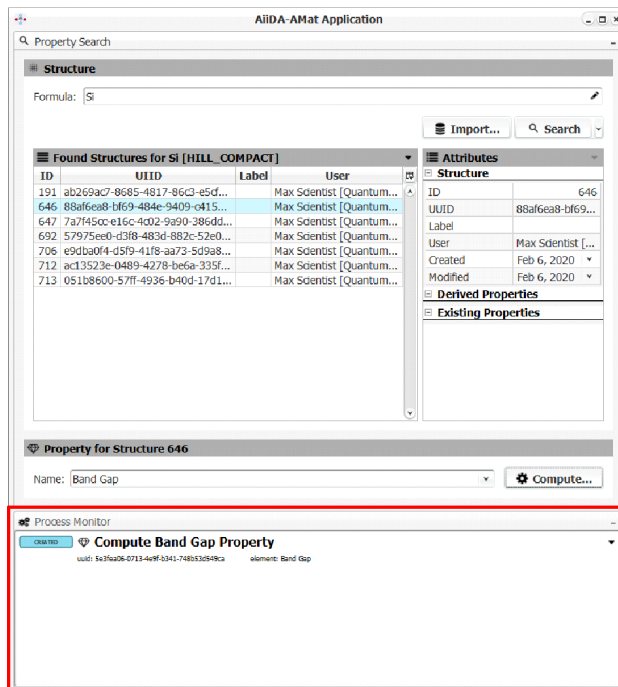 AiiDA-AMat Application
Property Search
Structure
Formula: Si
Import...
Search
Found Structures for Si [HILL_COMPACT]
ID UUID Label User
191 ab269ac7-8685-4817-86c3-e5cf... Max Scientist [Quantum...
646 88af6ea8-bf69-484e-9409-c415... Max Scientist [Quantum...
647 7a7f45cc-e16c-4c02-9a90-386dd... Max Scientist [Quantum...
692 57975ee0-d3f8-483d-882c-52e0... Max Scientist [Quantum...
706 e9dba0f4-d5f9-41f8-aa73-5d9a8... Max Scientist [Quantum...
712 ac13523e-0489-4278-be6a-335f... Max Scientist [Quantum...
713 051b8600-57ff-4936-b40d-17d1... Max Scientist [Quantum...
Attributes
Structure
ID 646
UUID 88af6ea8-bf69...
Label
User Max Scientist [...
Created Feb 6, 2020
Modified Feb 6, 2020
Derived Properties
Existing Properties
Property for Structure 646
Name: Band Gap
Compute...
Process Monitor
CREATED Compute Band Gap Property
uuid: 5e3fea06-0713-4e9f-b341-748b53d549ca element: Band Gap